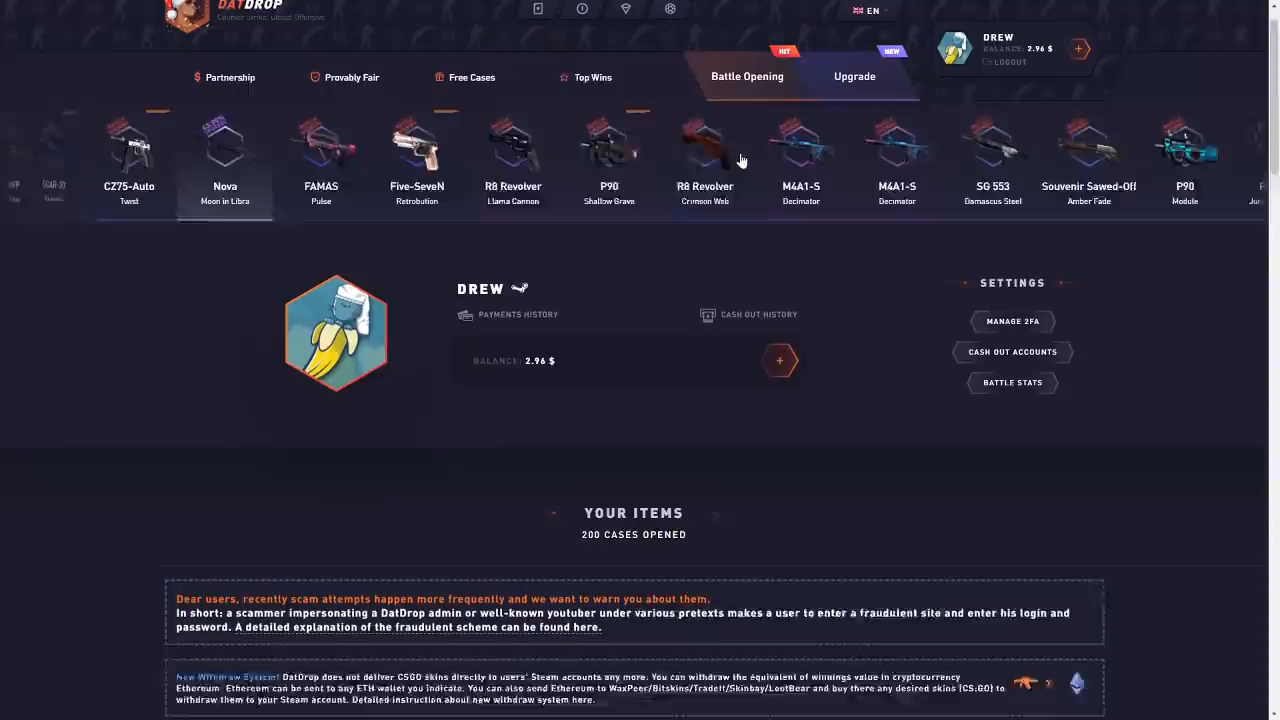 DATDROP
Counter Strike: Global Offensive
EN
DREW
BALANCE: 2.96 $
LOGOUT
HIT
NEW
Partnership
Provably Fair
Free Cases
Top Wins
Battle Opening
Upgrade
CZ75-Auto
Twist
Nova
Moon in Libra
FAMAS
Pulse
Five-SeveN
Retrobution
R8 Revolver
Llama Cannon
P90
Shallow Grave
R8 Revolver
Crimson Web
M4A1-S
Decimator
M4A1-S
Decimator
SG 553
Damascus Steel
Souvenir Sawed-Off
Amber Fade
P90
Module
DREW
PAYMENTS HISTORY
CASH OUT HISTORY
BALANCE: 2.96 $
SETTINGS
MANAGE 2FA
CASH OUT ACCOUNTS
BATTLE STATS
YOUR ITEMS
200 CASES OPENED
Dear users, recently scam attempts happen more frequently and we want to warn you about them.
In short: a scammer impersonating a DatDrop admin or well-known youtuber under various pretexts makes a user to enter a fraudulent site and enter his login and
password. A detailed explanation of the fraudulent scheme can be found here.
New Withdraw System! DatDrop does not deliver CSGO skins directly to users' Steam accounts any more. You can withdraw the equivalent of winnings value in cryptocurrency
Ethereum. Ethereum can be sent to any ETH wallet you indicate. You can also send Ethereum to WaxPeer/Bitskins/TradeIt/Skinbay/LootBear and buy there any desired skins (CS:GO) to
withdraw them to your Steam account. Detailed instruction about new withdraw system here.